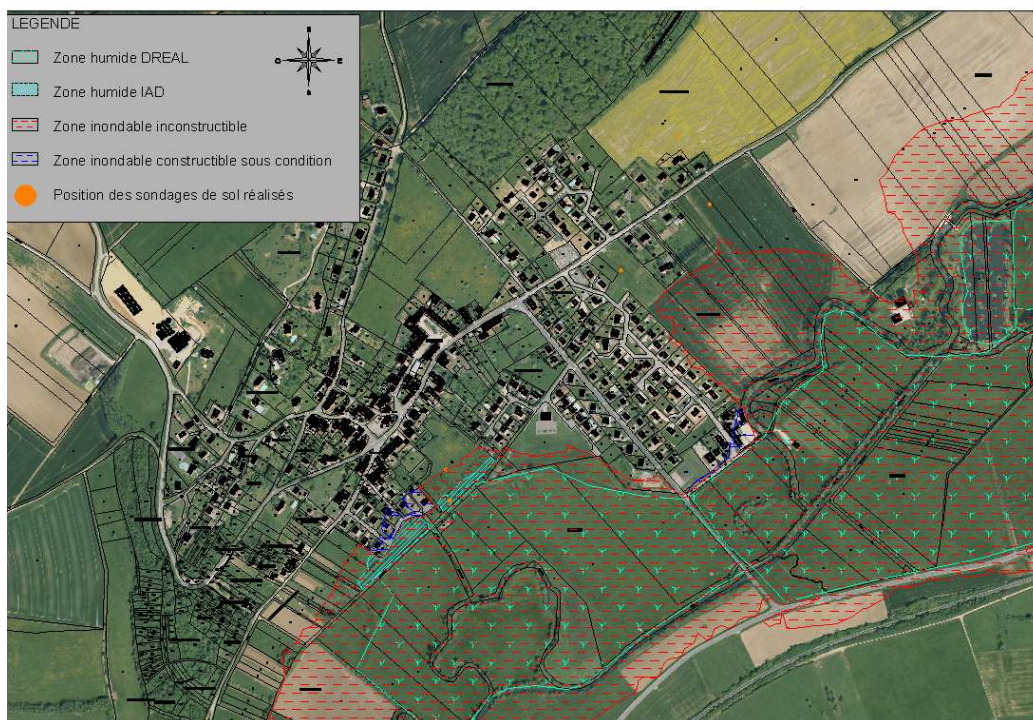 LEGENDE
Zone humide DREAL
Zone humide IAD
Zone inondable inconstructible
Zone inondable constructible sous condition
Position des sondages de sol réalisés
O
E